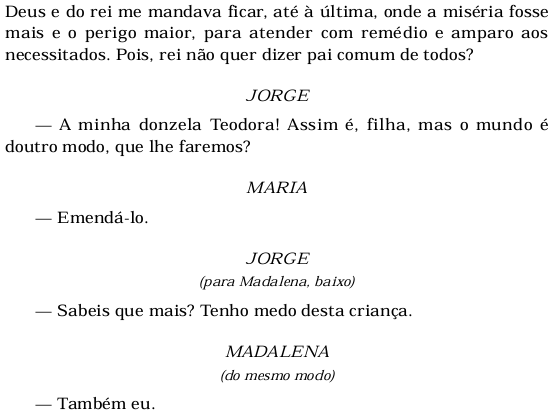 Deus e do rei me mandava ficar, até à última, onde a miséria fosse
mais e o perigo maior, para atender com remédio e amparo aos
necessitados. Pois, rei não quer dizer pai comum de todos?
JORGE
— A minha donzela Teodora! Assim é, filha, mas o mundo é
doutro modo, que lhe faremos?
MARIA
— Emendá-lo.
JORGE
(para Madalena, baixo)
— Sabeis que mais? Tenho medo desta criança.
MADALENA
(do mesmo modo)
— Também eu.